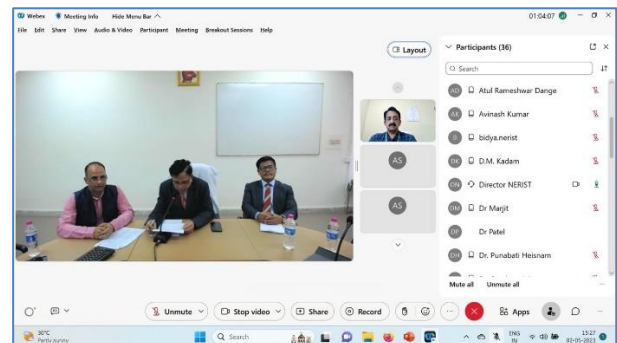 Webex Meeting Info Hide Menu Bar
01:04:07
File Edit Share View Audio & Video Participant Meeting Breakout Sessions Help
Layout
Participants (36)
Search
AD Atul Rameshwar Dange
AK Avinash Kumar
B bidya.nerist
DK D.M. Kadam
DN Director NERIST
DM Dr Marjit
DP Dr Patel
DH Dr. Punabati Heisnam
AS
AS
Mute all Unmute all
Unmute Stop video Share Record Apps
30°C
Partly sunny
Search
ENG
IN
15:27
02-05-2023